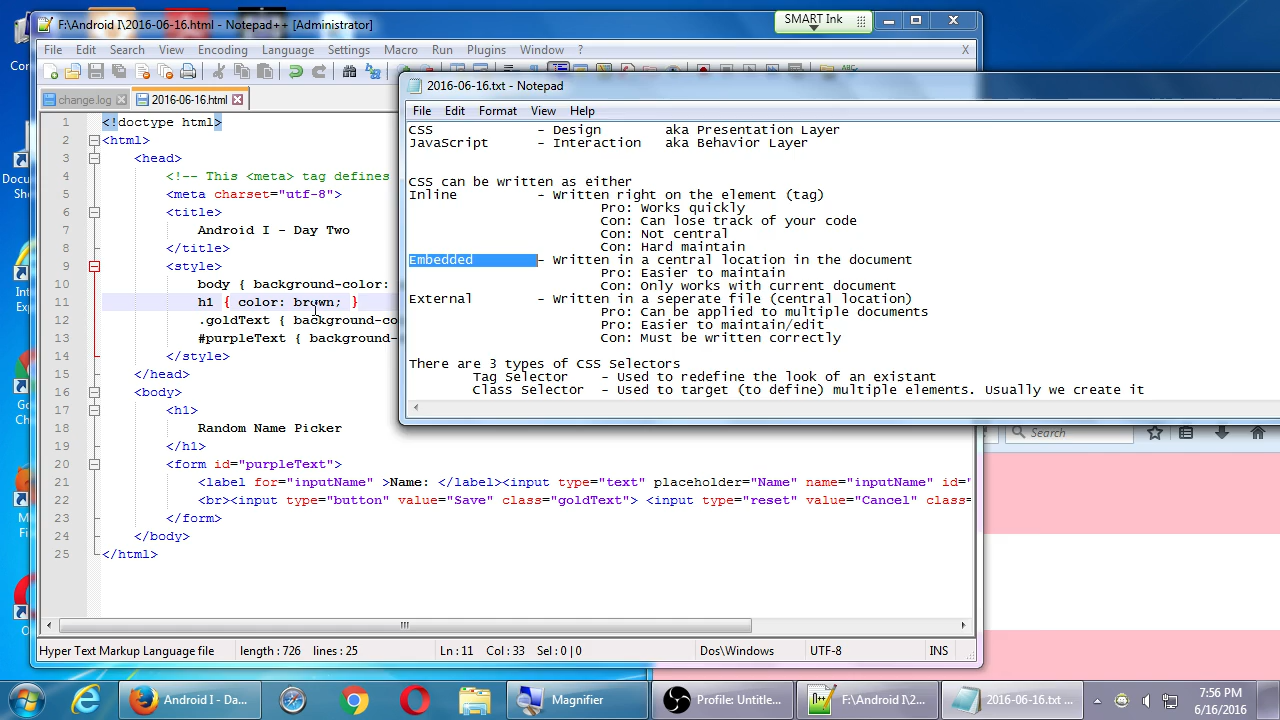 F:\Android I\2016-06-16.html - Notepad++ [Administrator]
SMART Ink
File Edit Search View Encoding Language Settings Macro Run Plugins Window ? X
change.log 2016-06-16.html
1 <!doctype html>
2 <html>
3 <head>
4 <!-- This <meta> tag defines
5 <meta charset="utf-8">
6 <title>
7 Android I - Day Two
8 </title>
9 <style>
10 body { background-color:
11 h1 { color: brown; }
12 .goldText { background-co
13 #purpleText { background-
14 </style>
15 </head>
16 <body>
17 <h1>
18 Random Name Picker
19 </h1>
20 <form id="purpleText">
21 <label for="inputName" >Name: </label><input type="text" placeholder="Name" name="inputName" id="
22 <br><input type="button" value="Save" class="goldText"> <input type="reset" value="Cancel" class=
23 </form>
24 </body>
25 </html>
Hyper Text Markup Language file length : 726 lines : 25 Ln : 11 Col : 33 Sel : 0 | 0 Dos\Windows UTF-8 INS
2016-06-16.txt - Notepad
File Edit Format View Help
CSS - Design aka Presentation Layer
JavaScript - Interaction aka Behavior Layer
CSS can be written as either
Inline - Written right on the element (tag)
Pro: Works quickly
Con: Can lose track of your code
Con: Not central
Con: Hard maintain
Embedded - Written in a central location in the document
Pro: Easier to maintain
Con: Only works with current document
External - Written in a seperate file (central location)
Pro: Can be applied to multiple documents
Pro: Easier to maintain/edit
Con: Must be written correctly
There are 3 types of CSS Selectors
Tag Selector - Used to redefine the look of an existant
Class Selector - Used to target (to define) multiple elements. Usually we create it
Search
Android I - Da...
Magnifier
Profile: Untitle...
F:\Android I\2...
2016-06-16.txt ...
7:56 PM
6/16/2016